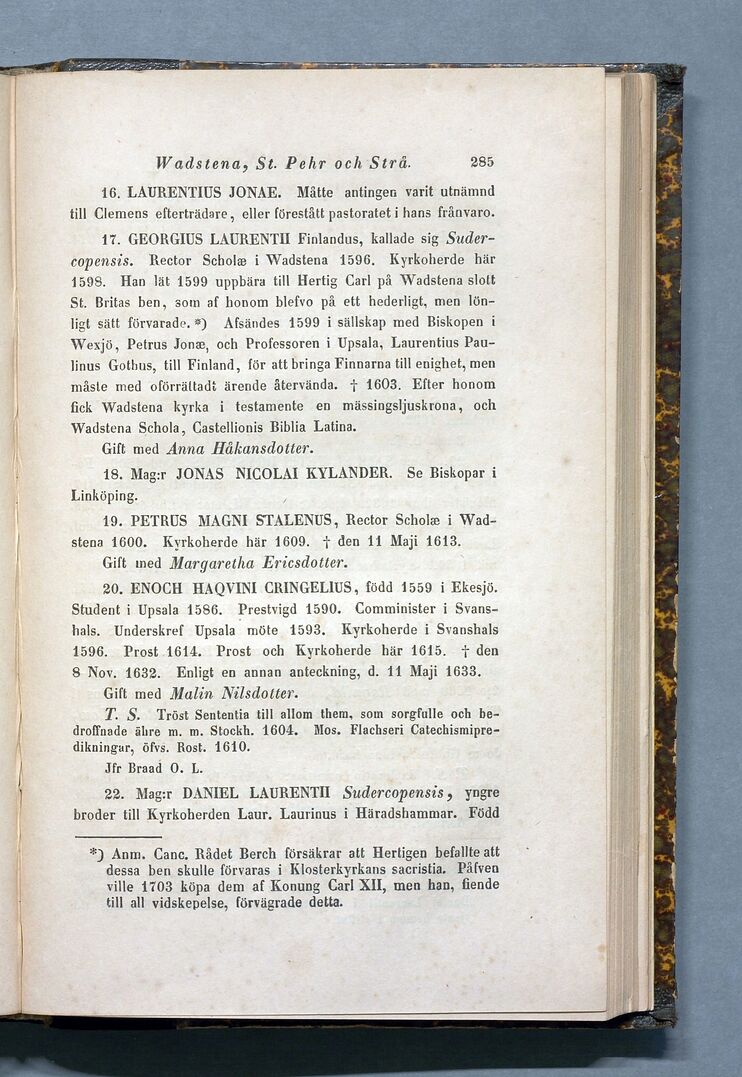 Wadstena, St. Pehr och Strå. 285
16. LAURENTIUS JONAE. Måtte antingen varit utnämnd
till Clemens efterträdare, eller förestått pastoratet i hans frånvaro.
17. GEORGIUS LAURENTII Finlandus, kallade sig Suder-
copensis. Rector Scholæ i Wadstena 1596. Kyrkoherde här
1598. Han lät 1599 uppbära till Hertig Carl på Wadstena slott
St. Britas ben, som af honom blefvo på ett hederligt, men lön-
ligt sätt förvarade. *) Afsändes 1599 i sällskap med Biskopen i
Wexjö, Petrus Jonæ, och Professoren i Upsala, Laurentius Pau-
linus Gothus, till Finland, för att bringa Finnarna till enighet, men
måste med oförrättadt ärende återvända. † 1603. Efter honom
fick Wadstena kyrka i testamente en mässingsljuskrona, och
Wadstena Schola, Castellionis Biblia Latina.
Gift med Anna Håkansdotter.
18. Mag:r JONAS NICOLAI KYLANDER. Se Biskopar i
Linköping.
19. PETRUS MAGNI STALENUS, Rector Scholæ i Wad-
stena 1600. Kyrkoherde här 1609. † den 11 Maji 1613.
Gift med Margaretha Ericsdotter.
20. ENOCH HAQVINI CRINGELIUS, född 1559 i Ekesjö.
Student i Upsala 1586. Prestvigd 1590. Comminister i Svans-
hals. Underskref Upsala möte 1593. Kyrkoherde i Svanshals
1596. Prost 1614. Prost och Kyrkoherde här 1615. † den
8 Nov. 1632. Enligt en annan anteckning, d. 11 Maji 1633.
Gift med Malin Nilsdotter.
T. S. Tröst Sententia till allom them, som sorgfulle och be-
droffnade ähre m. m. Stockh. 1604. Mos. Flachseri Catechismipre-
dikningar, öfvs. Rost. 1610.
Jfr Braad O. L.
22. Mag:r DANIEL LAURENTII Sudercopensis, yngre
broder till Kyrkoherden Laur. Laurinus i Häradshammar. Född
*) Anm. Canc. Rådet Berch försäkrar att Hertigen befallte att
dessa ben skulle förvaras i Klosterkyrkans sacristia. Påfven
ville 1703 köpa dem af Konung Carl XII, men han, fiende
till all vidskepelse, förvägrade detta.